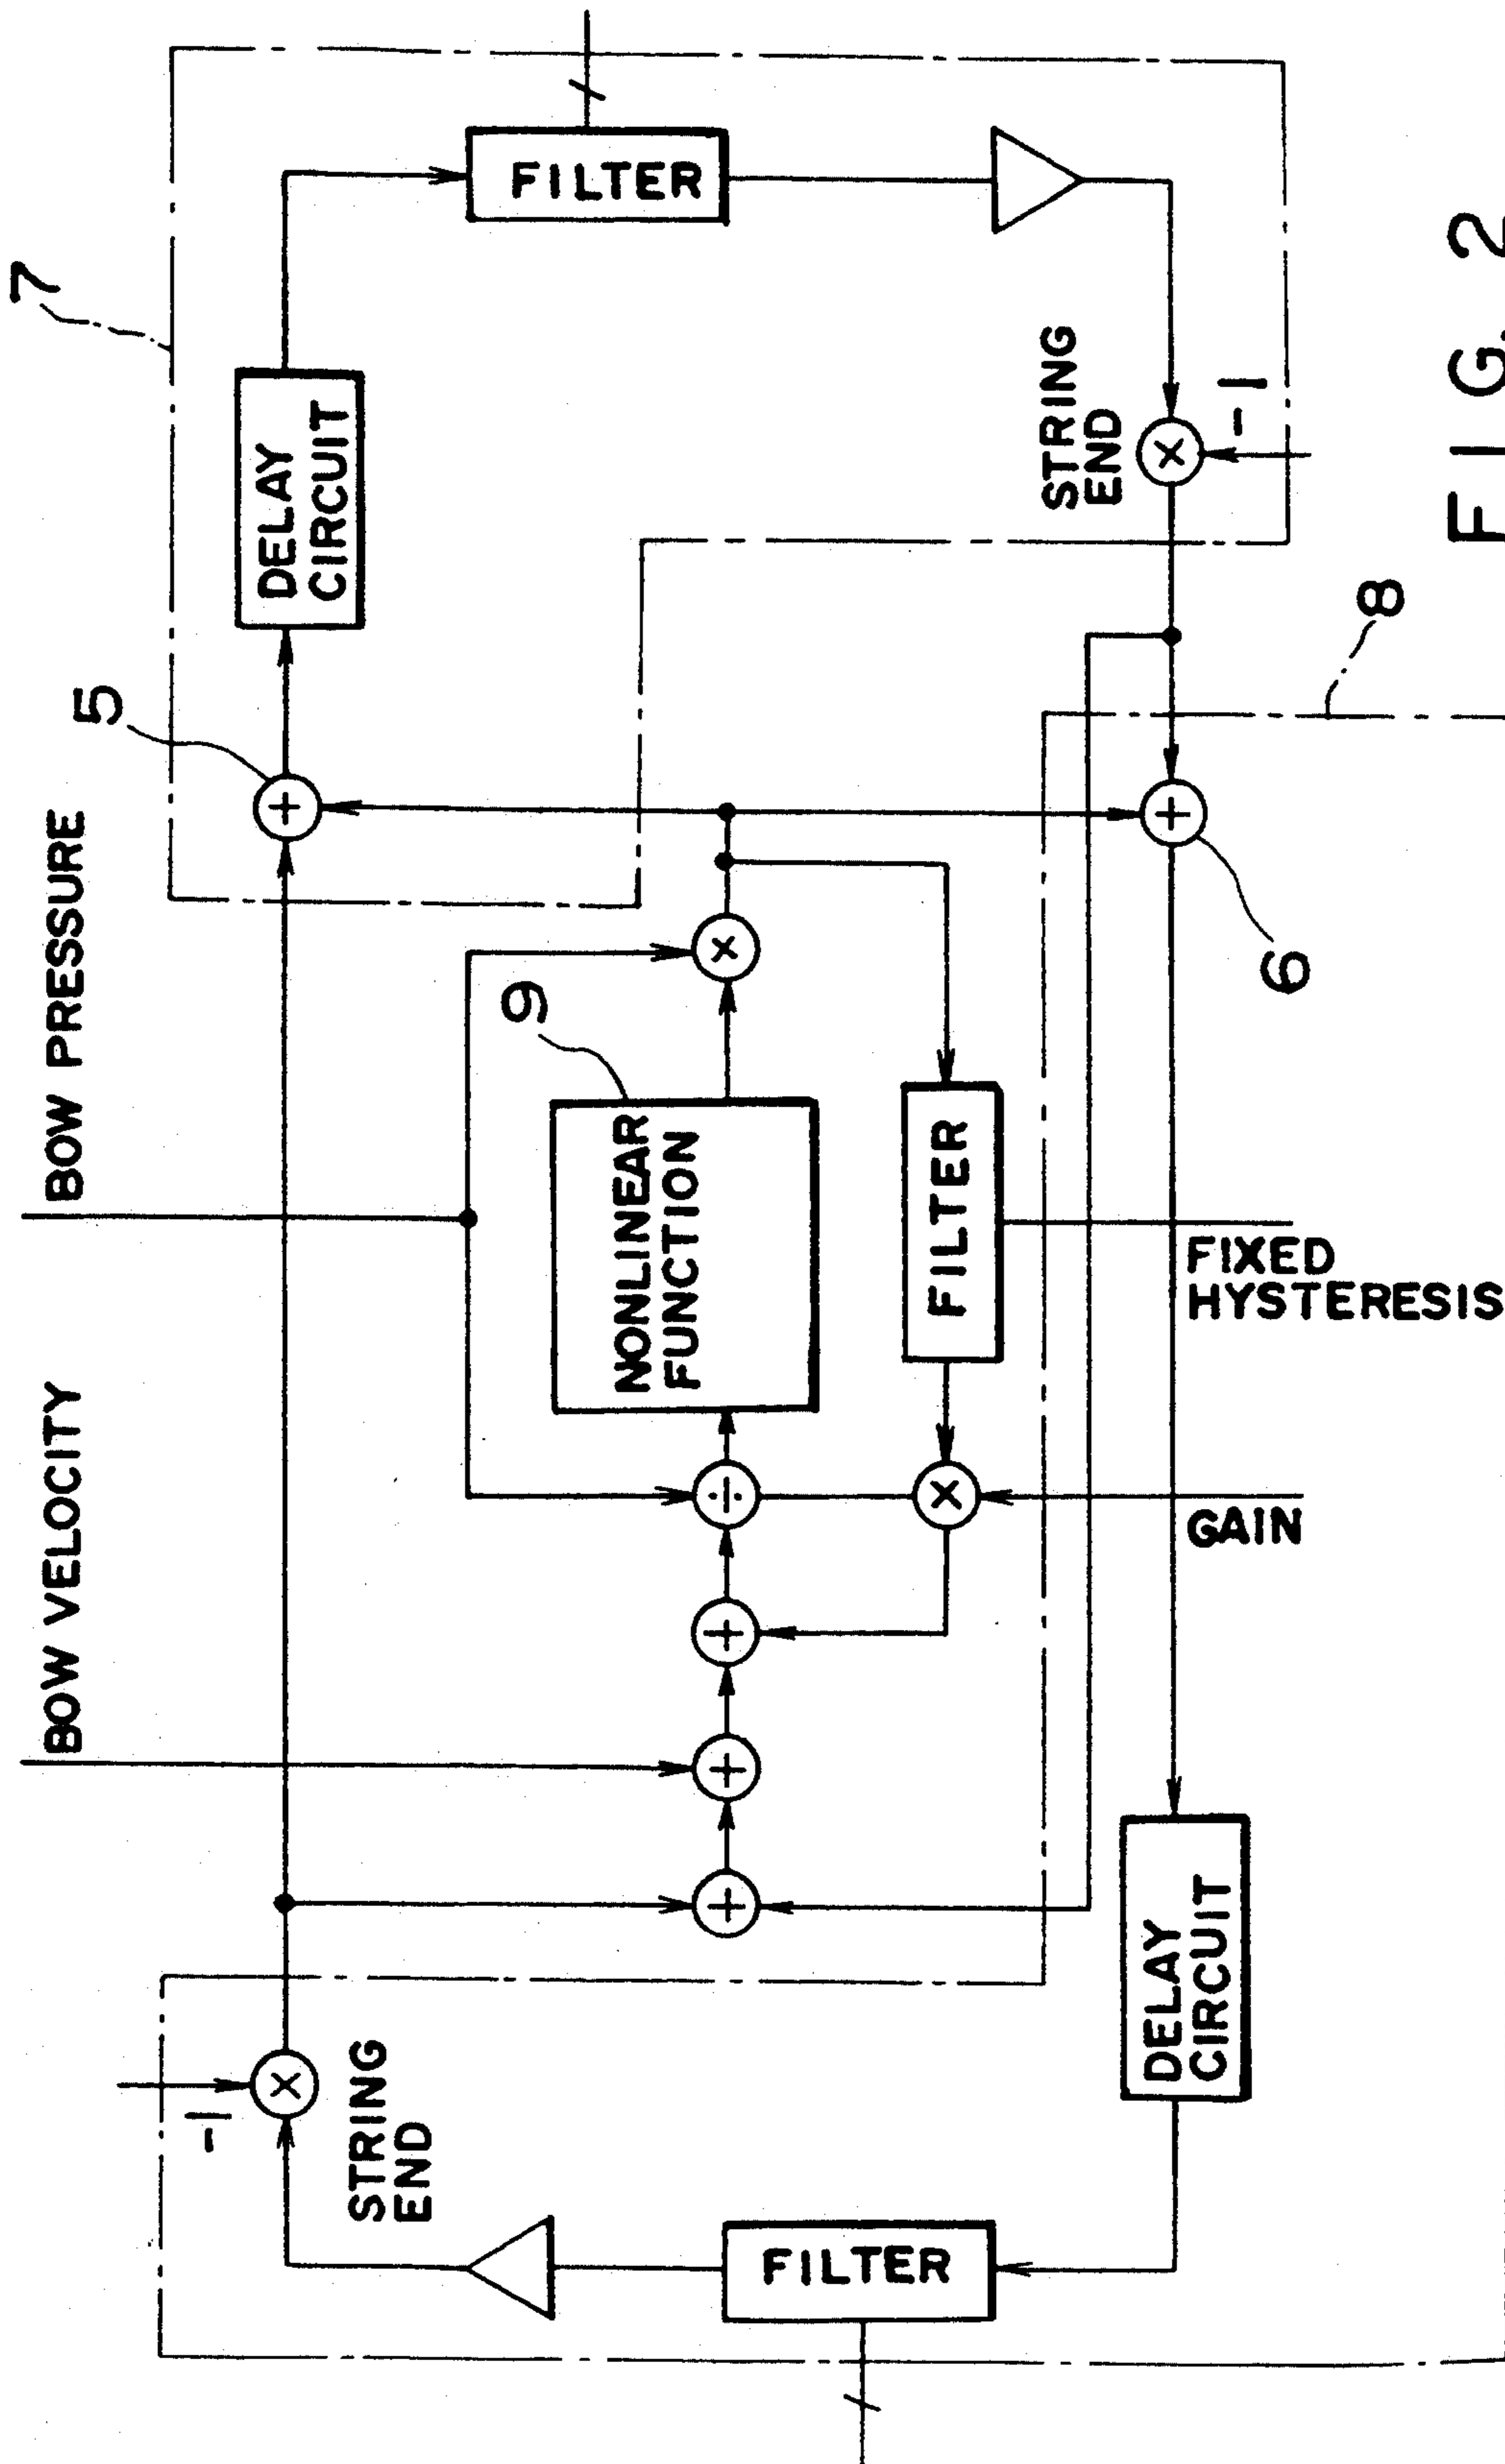 BOW VELOCITY
BOW PRESSURE
5
7
-1
STRING
END
DELAY
CIRCUIT
FILTER
FILTER
NONLINEAR
FUNCTION
9
FILTER
STRING
END
-1
DELAY
CIRCUIT
GAIN
FIXED
HYSTERESIS
6
8
FIG. 2